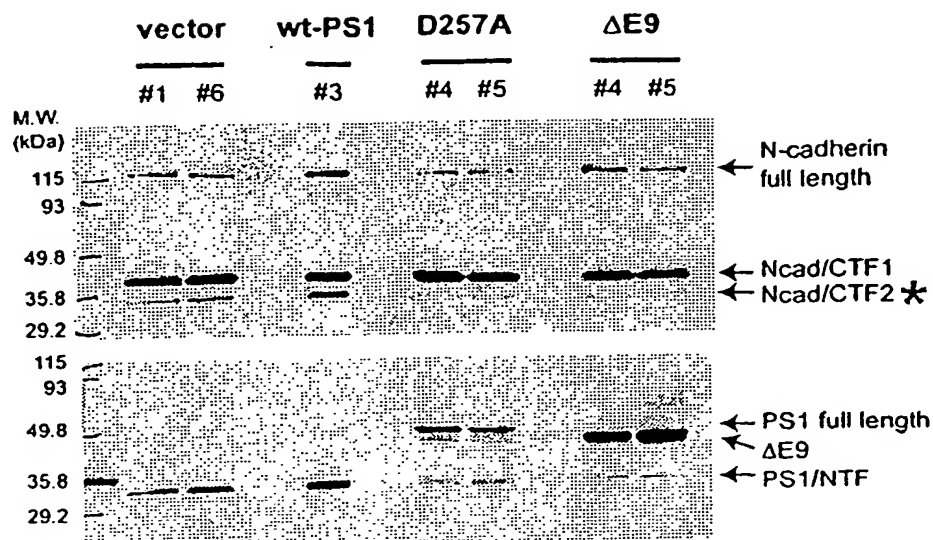 vector wt-PS1 D257A ΔE9
#1 #6 #3 #4 #5 #4 #5
M.W.
(kDa)
N-cadherin
full length
115
93
49.8
Ncad/CTF1
35.8
Ncad/CTF2 *
29.2
115
93
PS1 full length
49.8
ΔE9
35.8
PS1/NTF
29.2